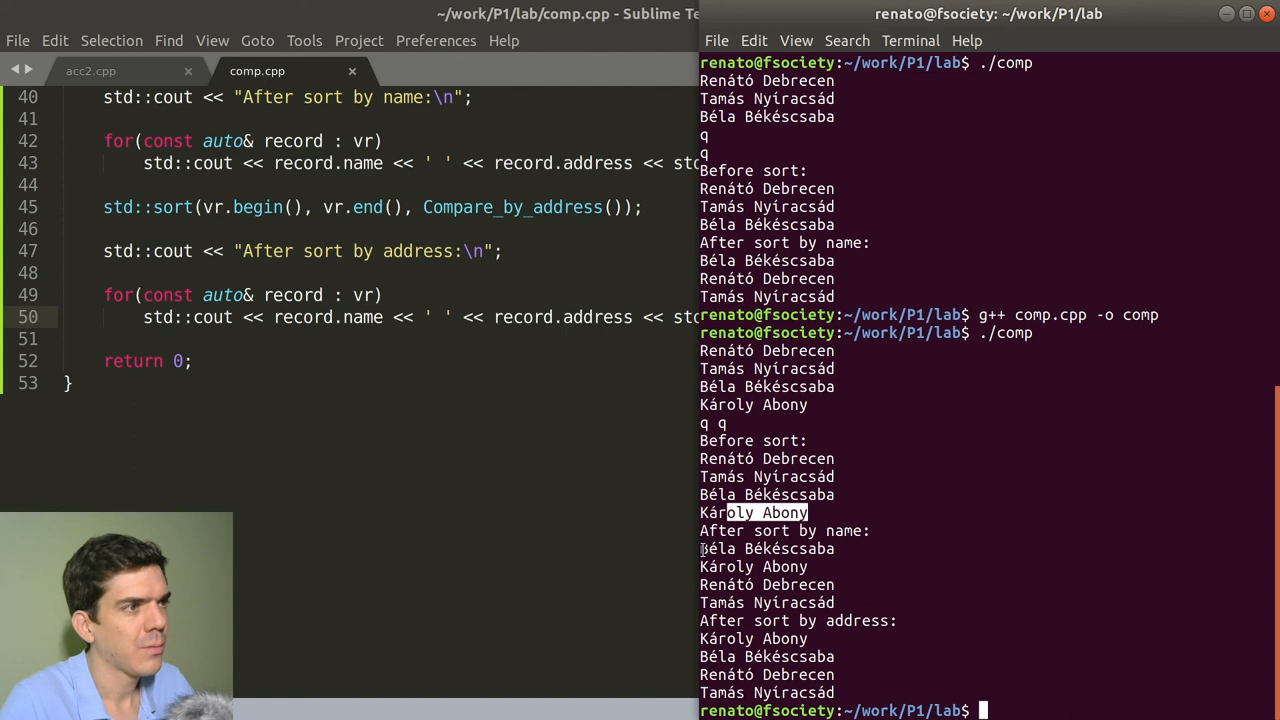 ~/work/P1/lab/comp.cpp - Sublime Te
File Edit Selection Find View Goto Tools Project Preferences Help
acc2.cpp × comp.cpp ×
40 std::cout << "After sort by name:\n";
41
42 for(const auto& record : vr)
43 std::cout << record.name << ' ' << record.address << std
44
45 std::sort(vr.begin(), vr.end(), Compare_by_address());
46
47 std::cout << "After sort by address:\n";
48
49 for(const auto& record : vr)
50 std::cout << record.name << ' ' << record.address << std
51
52 return 0;
53 }
renato@fsociety: ~/work/P1/lab
File Edit View Search Terminal Help
renato@fsociety:~/work/P1/lab$ ./comp
Renátó Debrecen
Tamás Nyíracsád
Béla Békéscsaba
q
q
Before sort:
Renátó Debrecen
Tamás Nyíracsád
Béla Békéscsaba
After sort by name:
Béla Békéscsaba
Renátó Debrecen
Tamás Nyíracsád
renato@fsociety:~/work/P1/lab$ g++ comp.cpp -o comp
renato@fsociety:~/work/P1/lab$ ./comp
Renátó Debrecen
Tamás Nyíracsád
Béla Békéscsaba
Károly Abony
q q
Before sort:
Renátó Debrecen
Tamás Nyíracsád
Béla Békéscsaba
Károly Abony
After sort by name:
Béla Békéscsaba
Károly Abony
Renátó Debrecen
Tamás Nyíracsád
After sort by address:
Károly Abony
Béla Békéscsaba
Renátó Debrecen
Tamás Nyíracsád
renato@fsociety:~/work/P1/lab$